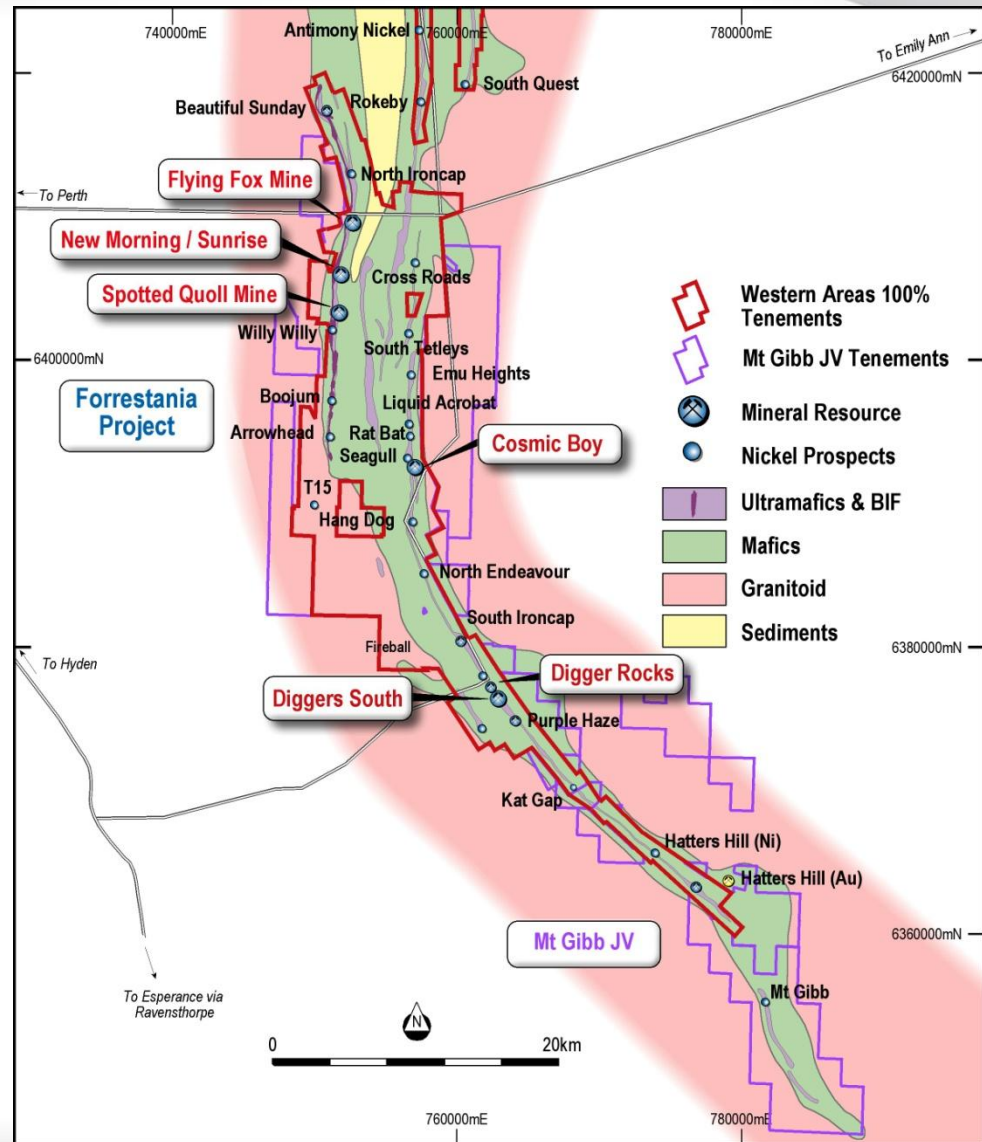 740000mE
760000mE
780000mE
To Emily Ann
Antimony Nickel
6420000mN
South Quest
Beautiful Sunday
Rokeby
North Ironcap
Flying Fox Mine
To Perth
New Morning / Sunrise
Cross Roads
Spotted Quoll Mine
Willy Willy
South Tetleys
6400000mN
Emu Heights
Forrestania
Project
Boojum
Liquid Acrobat
Arrowhead
Rat Bat
Seagull
Cosmic Boy
T15
Hang Dog
Western Areas 100%
Tenements
Mt Gibb JV Tenements
Mineral Resource
Nickel Prospects
Ultramafics & BIF
Mafics
Granitoid
Sediments
North Endeavour
South Ironcap
Fireball
6380000mN
To Hyden
Digger Rocks
Diggers South
Purple Haze
Kat Gap
Hatters Hill (Ni)
Hatters Hill (Au)
Mt Gibb JV
6360000mN
Mt Gibb
To Esperance via
Ravensthorpe
N
0
20km
760000mE
780000mE